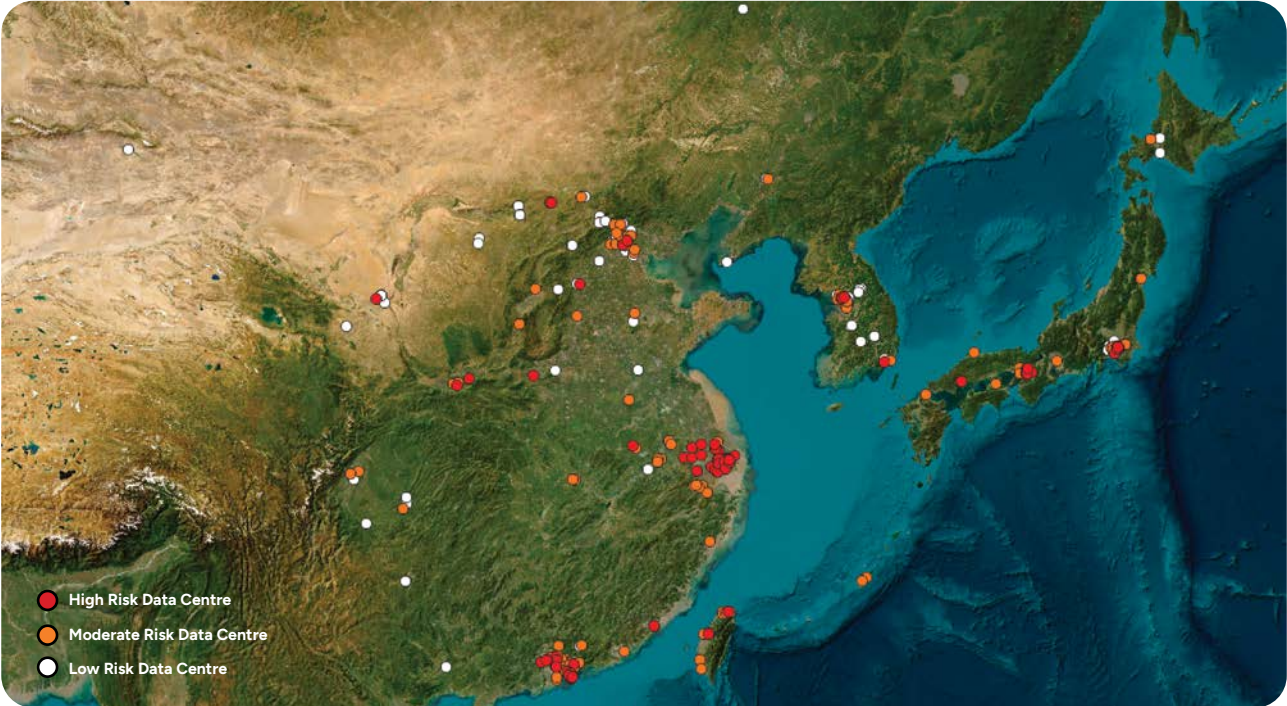 High Risk Data Centre
Moderate Risk Data Centre
Low Risk Data Centre